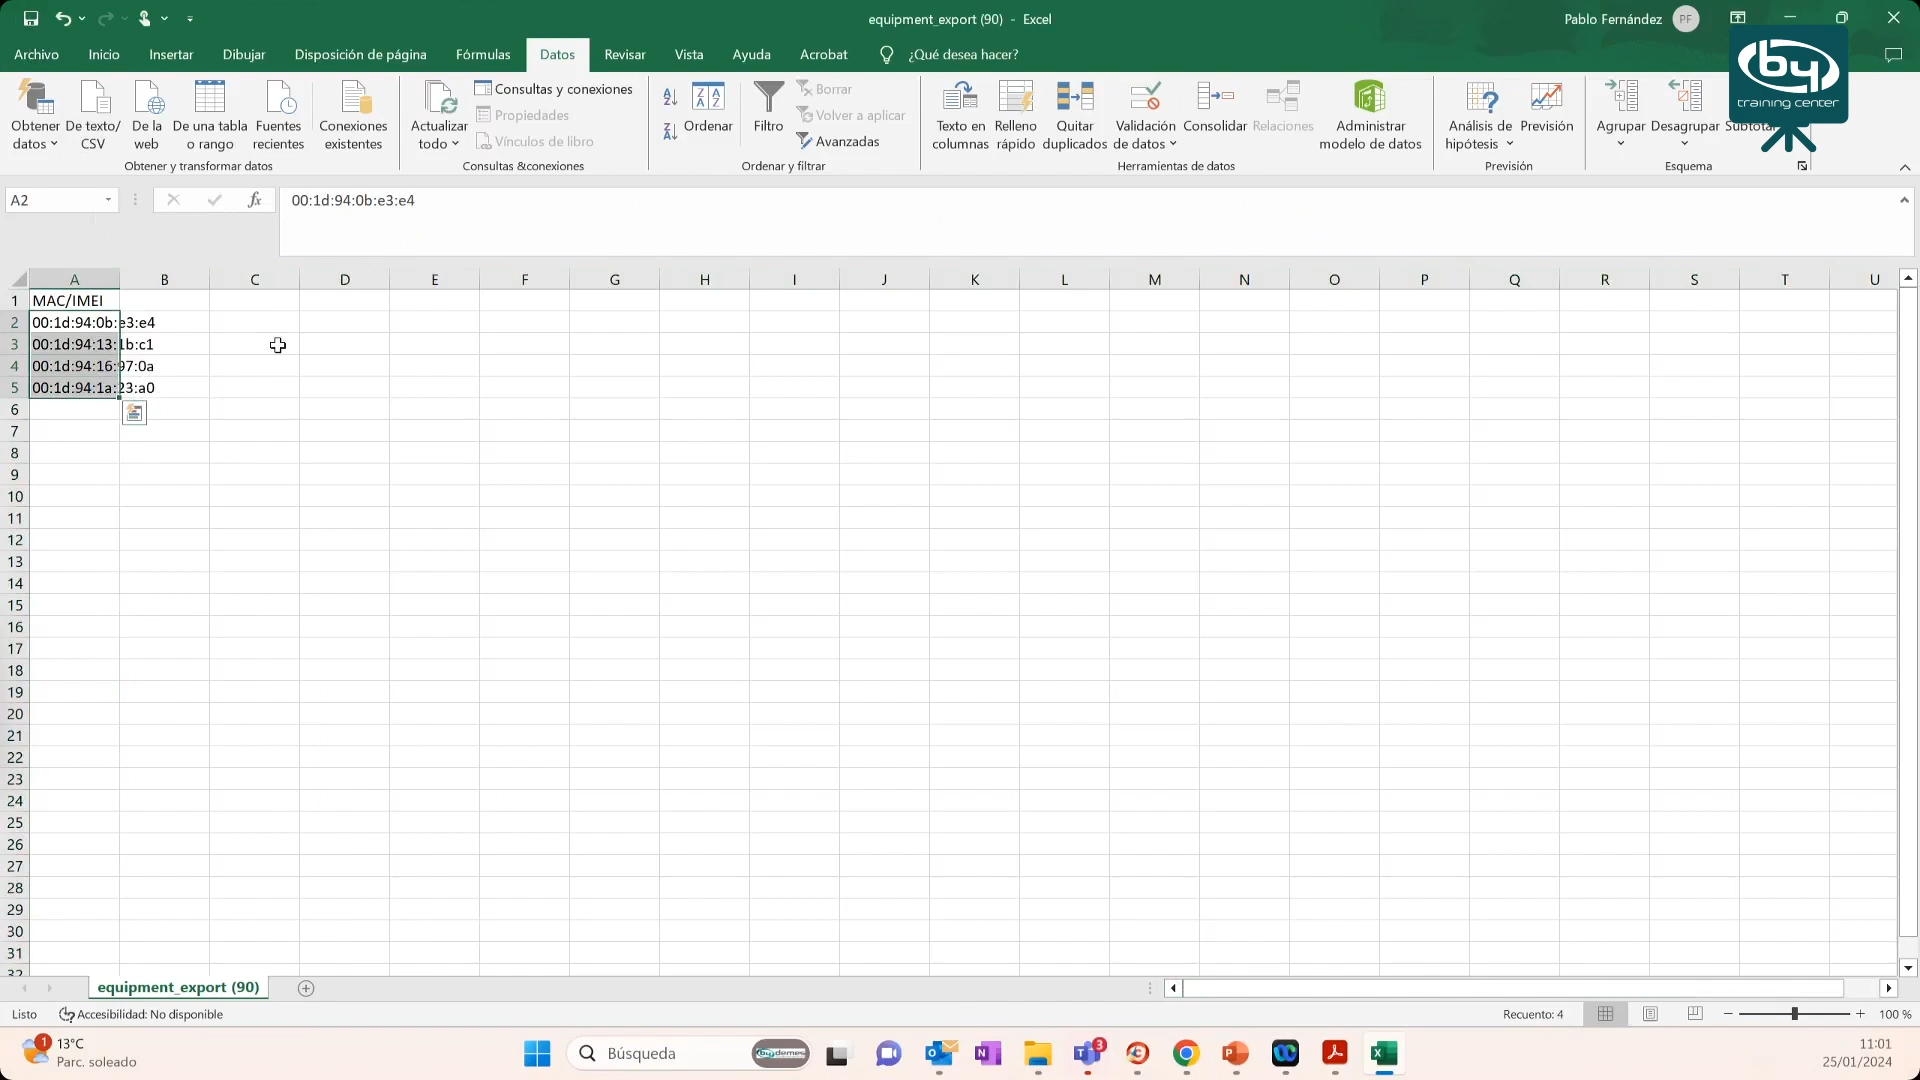 equipment_export (90) - Excel
Pablo Fernández PF
Archivo Inicio Insertar Dibujar Disposición de página Fórmulas Datos Revisar Vista Ayuda Acrobat ¿Qué desea hacer?
by
training center
Obtener datos
De texto/ CSV
De la web
De una tabla o rango
Fuentes recientes
Conexiones existentes
Obtener y transformar datos
Actualizar todo
Consultas y conexiones
Propiedades
Vínculos de libro
Consultas &conexiones
Ordenar
Filtro
Borrar
Volver a aplicar
Avanzadas
Ordenar y filtrar
Texto en columnas
Relleno rápido
Quitar duplicados
Validación de datos
Consolidar
Relaciones
Administrar modelo de datos
Herramientas de datos
Análisis de hipótesis
Previsión
Previsión
Agrupar
Desagrupar
Subtotal
Esquema
A2 fx 00:1d:94:0b:e3:e4
A B C D E F G H I J K L M N O P Q R S T U
1 MAC/IMEI
2 00:1d:94:0b:e3:e4
3 00:1d:94:13:1b:c1
4 00:1d:94:16:97:0a
5 00:1d:94:1a:23:a0
6
7
8
9
10
11
12
13
14
15
16
17
18
19
20
21
22
23
24
25
26
27
28
29
30
31
32
equipment_export (90)
Listo Accesibilidad: No disponible Recuento: 4 100 %
1 13°C
Parc. soleado
Búsqueda
bydemes
3
11:01
25/01/2024